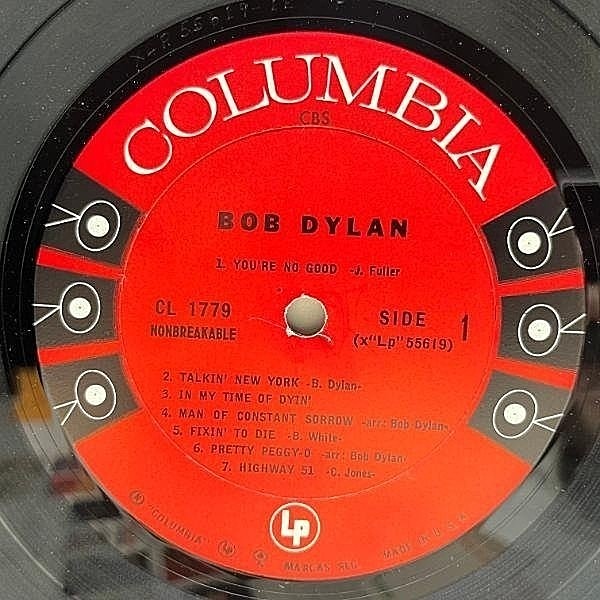 x-LP 55619-1E
COLUMBIA
CBS
BOB DYLAN
1. YOU'RE NO GOOD -J. Fuller
CL 1779
NONBREAKABLE
SIDE 1
(x"Lp"55619)
2. TALKIN' NEW YORK -B. Dylan-
3. IN MY TIME OF DYIN'
4. MAN OF CONSTANT SORROW -arr: Bob Dylan-
5. FIXIN' TO DIE -B. White-
6. PRETTY PEGGY-O -arr: Bob Dylan-
7. HIGHWAY 51 -C. Jones-
Lp
"COLUMBIA"
MARCAS REG.
MADE IN U.S.A.